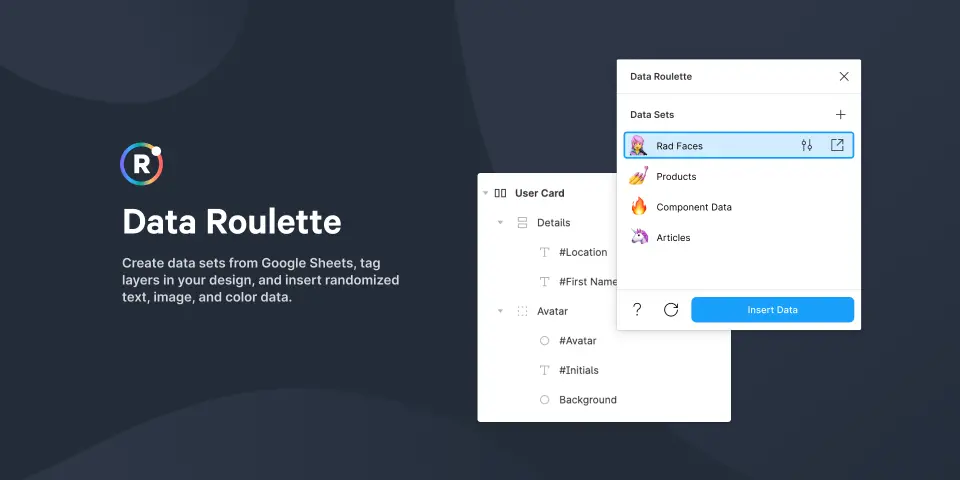 R
Data Roulette
Create data sets from Google Sheets, tag
layers in your design, and insert randomized
text, image, and color data.
User Card
Details
#Location
#First Name
Avatar
#Avatar
#Initials
Background
Data Roulette
Data Sets
Rad Faces
Products
Component Data
Articles
?
Insert Data